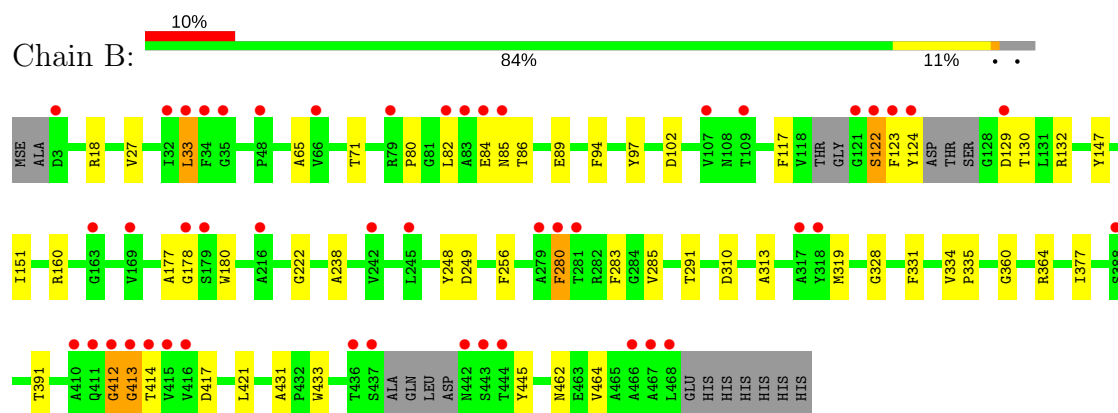 10%
Chain B:
84% 11% • •
MSE ALA D3 R18 V27 I32 L33 F34 G35 P48 A65 V66 T71 R79 P80 G81 L82 A83 E84 N85 T86 E89 F94 Y97 D102 V107 N108 T109 F117 V118 THR GLY G121 S122 F123 Y124 ASP THR SER G128 D129 T130 L131 R132 Y147
I151 R160 G163 V169 A177 G178 S179 W180 A216 G222 A238 V242 L245 Y248 D249 F256 A279 F280 T281 R282 F283 G284 V285 T291 D310 A313 A317 Y318 M319 G328 F331 V334 P335 G360 R364 I377 S388
T391 A410 Q411 G412 G413 T414 V415 V416 D417 L421 A431 P432 W433 T436 S437 ALA GLN LEU ASP N442 S443 T444 Y445 N462 E463 V464 A465 A466 A467 L468 GLU HIS HIS HIS HIS HIS HIS